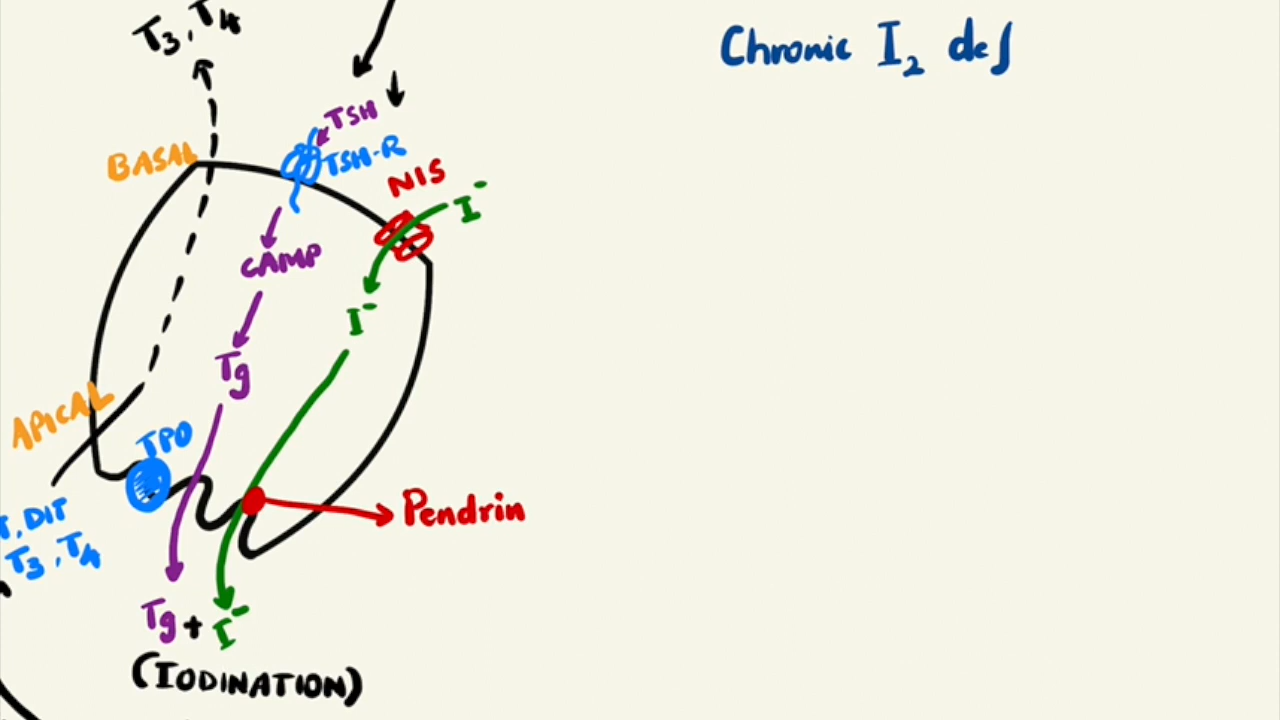 T3, T4
Chronic I2 def
TSH
BASAL
TSH-R
NIS
I-
cAMP
I-
Tg
APICAL
TPO
Pendrin
T, DIT
T3, T4
Tg + I-
(IODINATION)